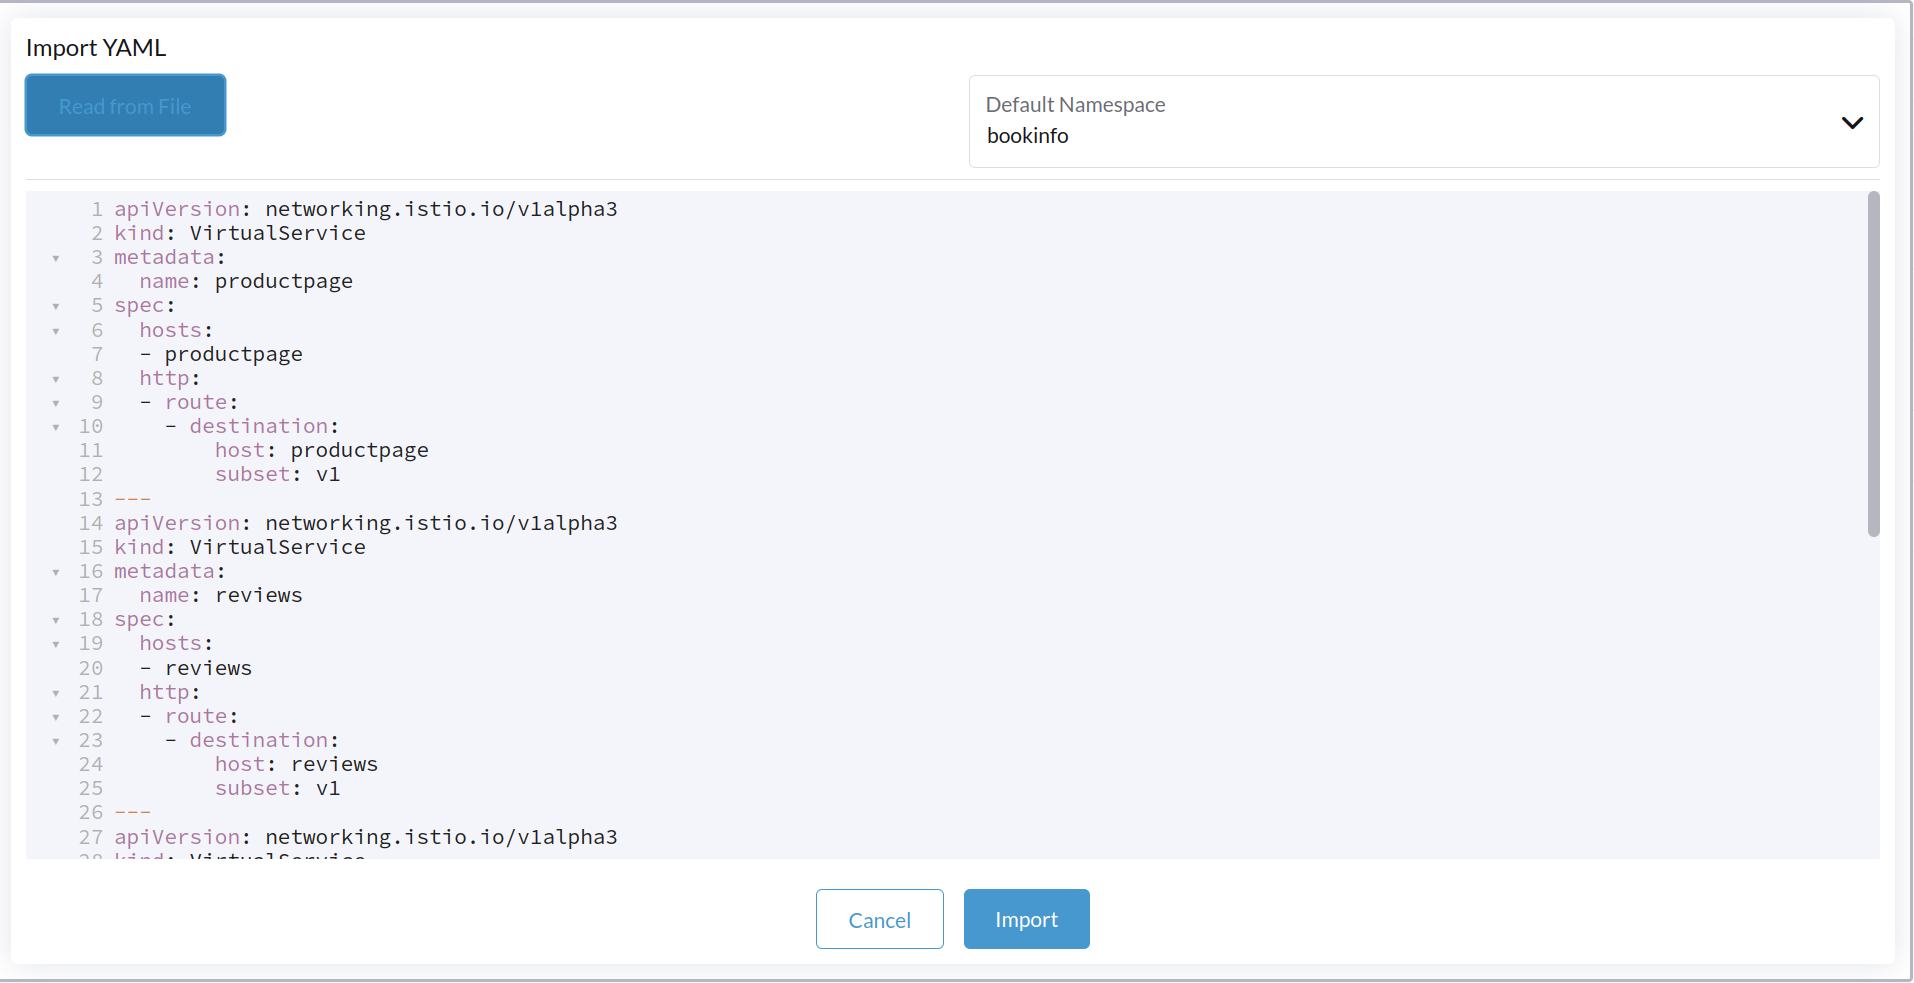 Import YAML
Read from File
Default Namespace
bookinfo
1 apiVersion: networking.istio.io/v1alpha3
2 kind: VirtualService
3 metadata:
4   name: productpage
5 spec:
6   hosts:
7   - productpage
8   http:
9   - route:
10     - destination:
11         host: productpage
12         subset: v1
13 ---
14 apiVersion: networking.istio.io/v1alpha3
15 kind: VirtualService
16 metadata:
17   name: reviews
18 spec:
19   hosts:
20   - reviews
21   http:
22   - route:
23     - destination:
24         host: reviews
25         subset: v1
26 ---
27 apiVersion: networking.istio.io/v1alpha3
28 kind: VirtualService
Cancel
Import